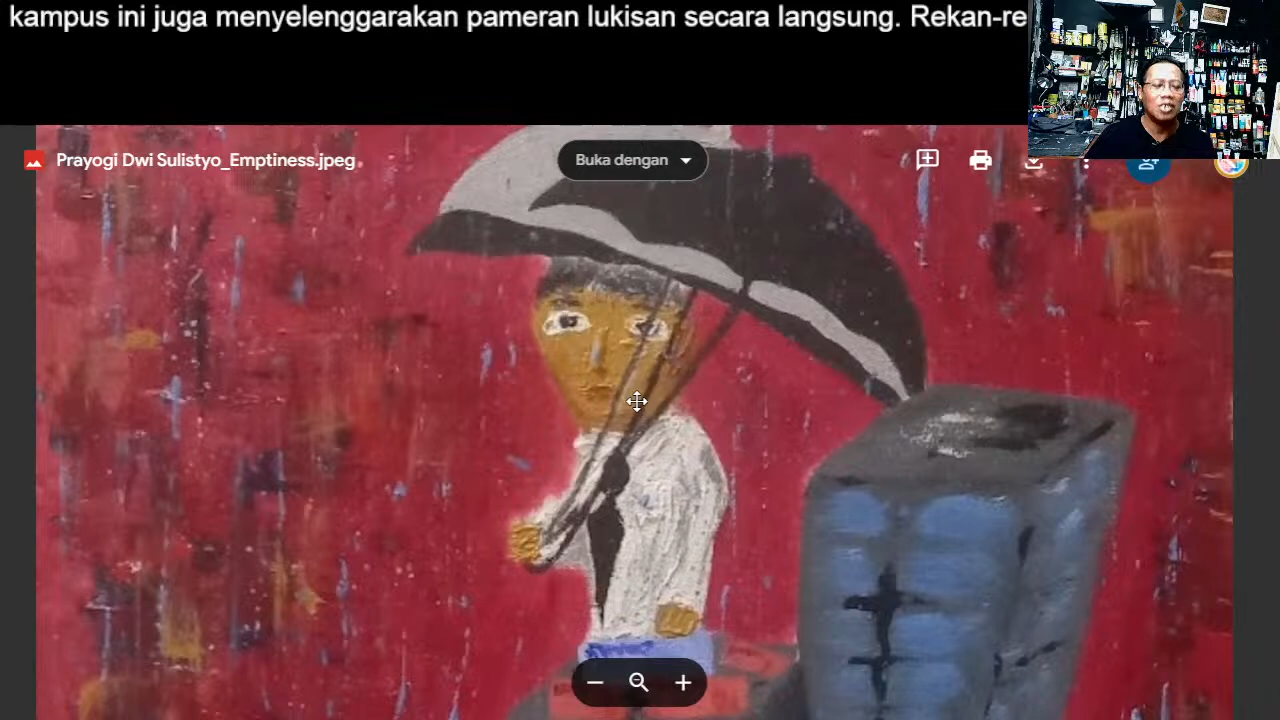 kampus ini juga menyelenggarakan pameran lukisan secara langsung. Rekan-re
Prayogi Dwi Sulistyo_Emptiness.jpeg
Buka dengan